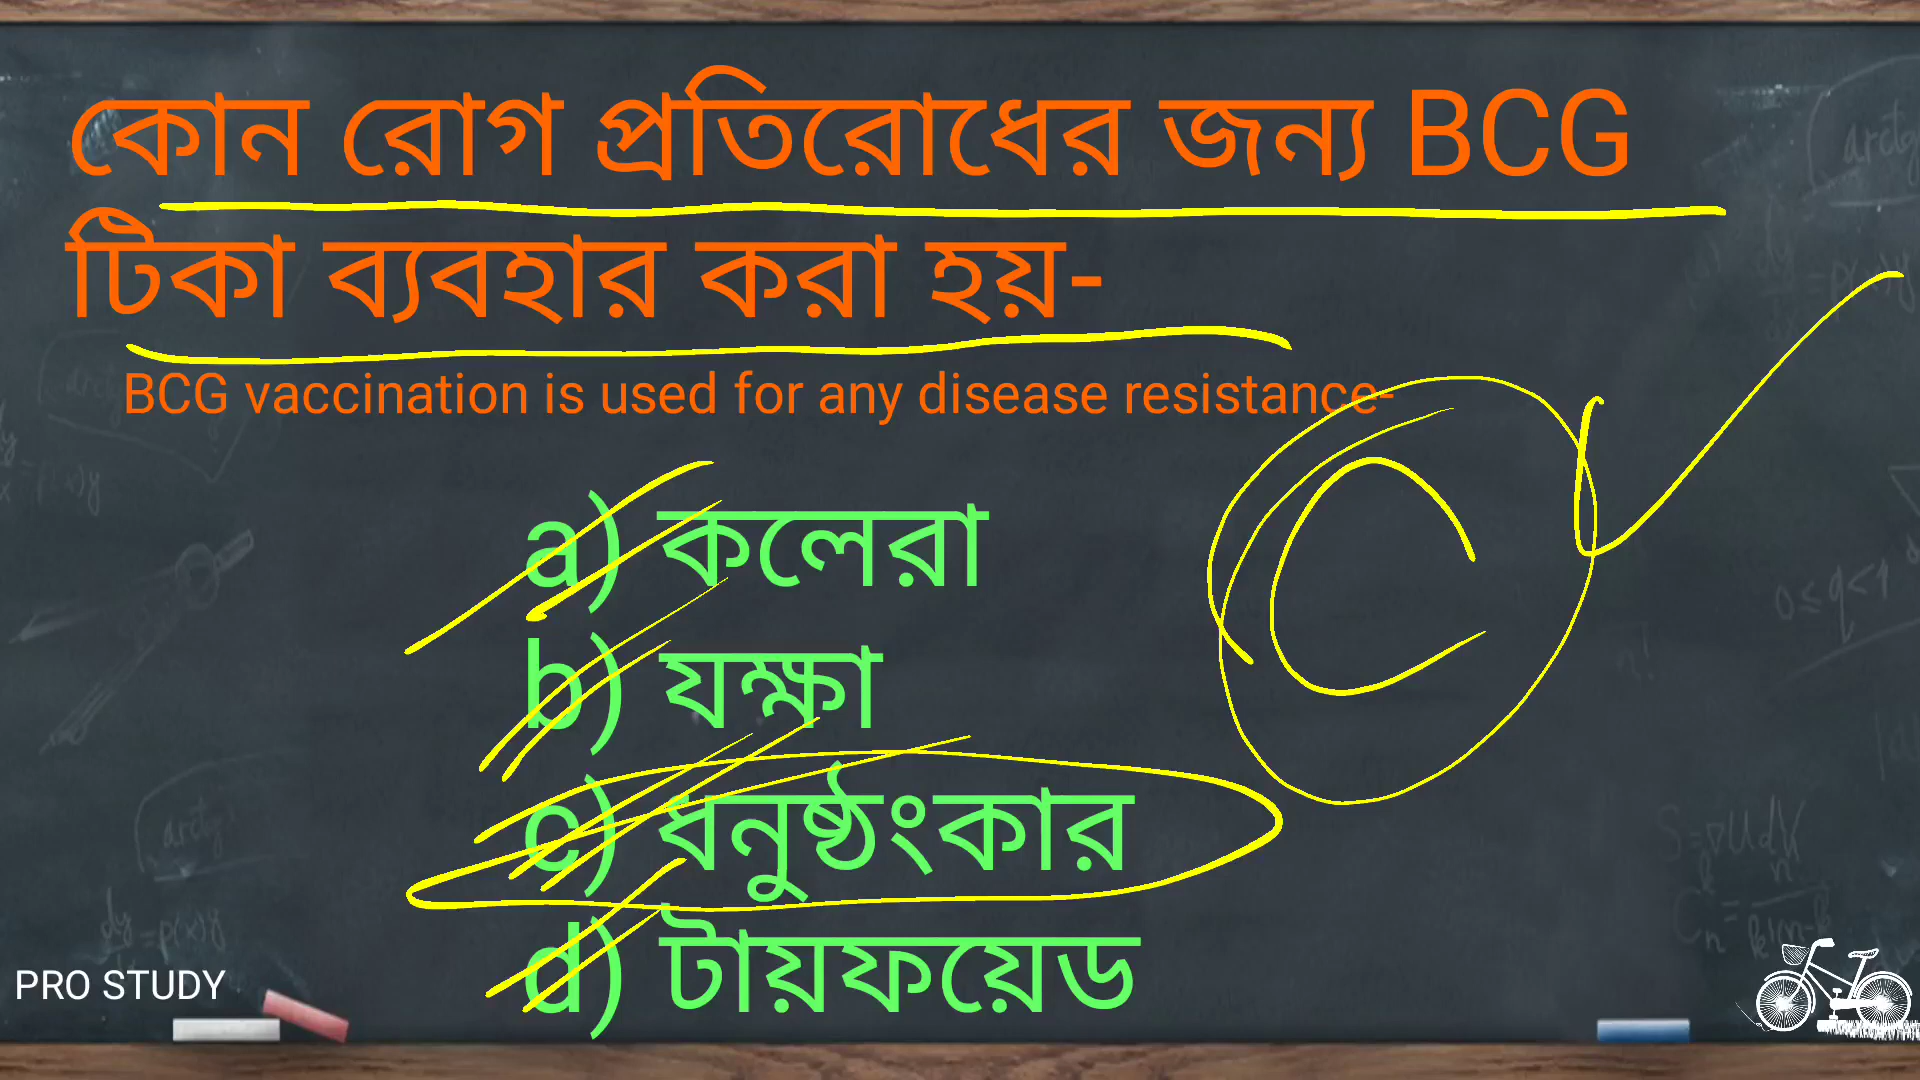 কোন রোগ প্রতিরোধের জন্য BCG
টিকা ব্যবহার করা হয়-
BCG vaccination is used for any disease resistance-
a) কলেরা
b) যক্ষা
c) ধনুষ্ঠংকার
d) টায়ফয়েড
C
PRO STUDY